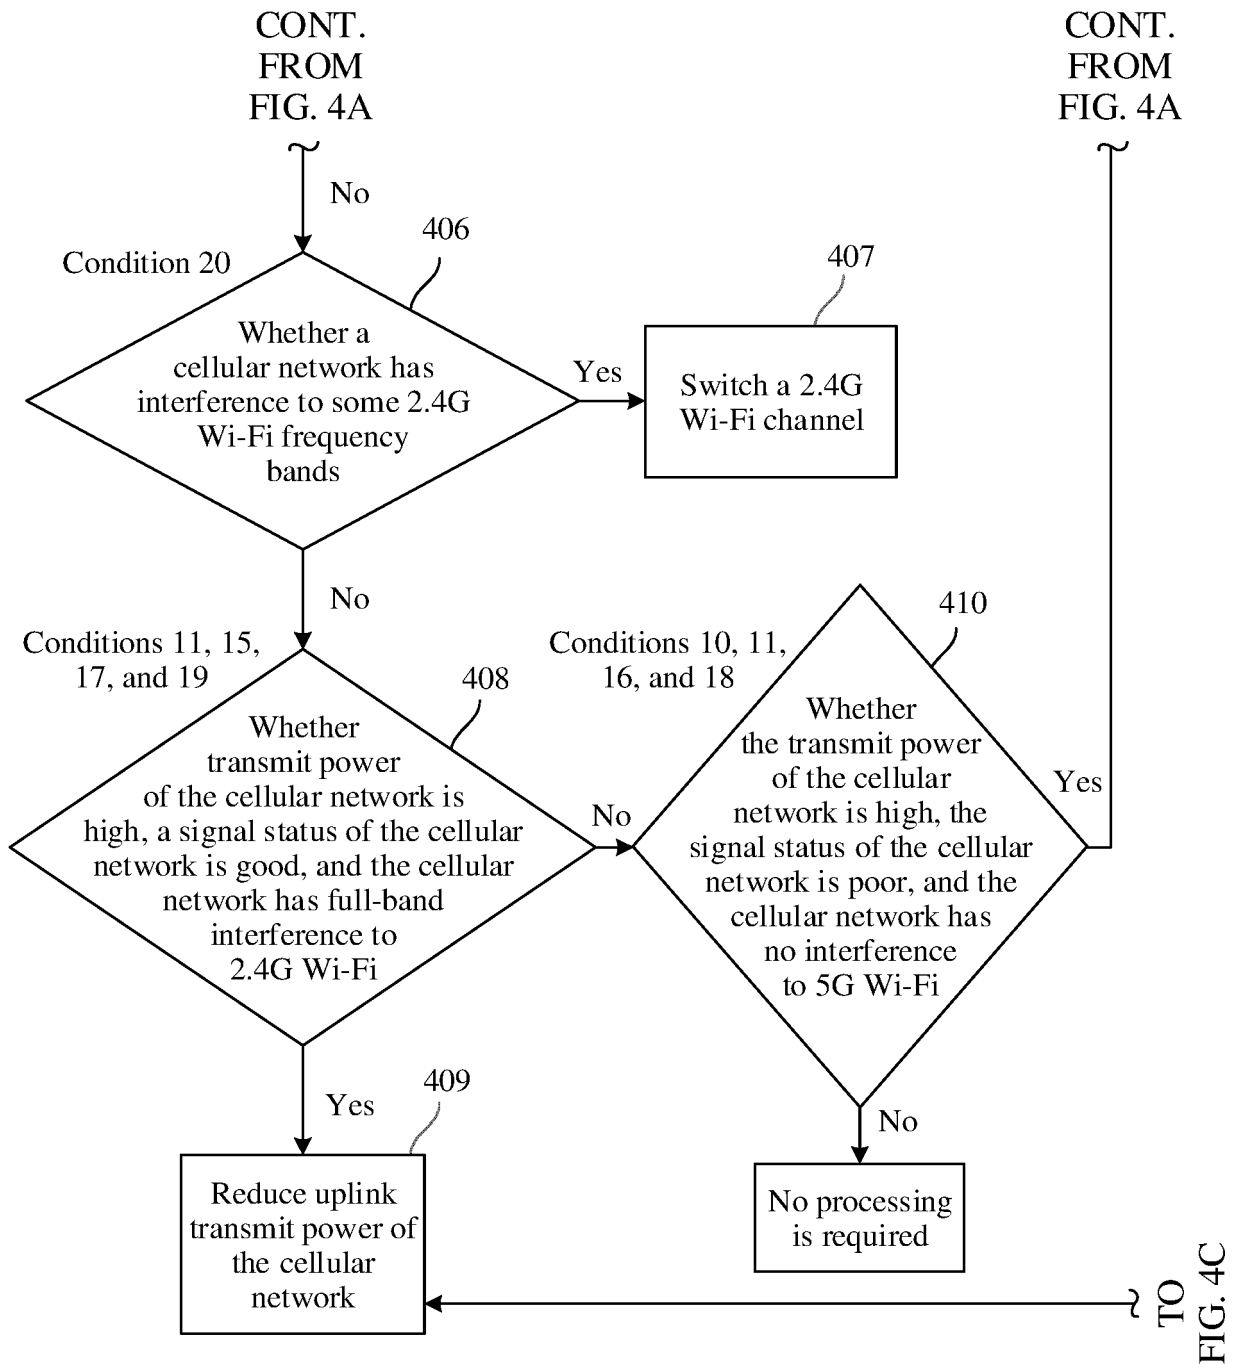 CONT.
FROM
FIG. 4A
CONT.
FROM
FIG. 4A
No
Condition 20
406
Whether a
cellular network has
interference to some 2.4G
Wi-Fi frequency
bands
Yes
407
Switch a 2.4G
Wi-Fi channel
No
Conditions 11, 15,
17, and 19
408
Whether
transmit power
of the cellular network is
high, a signal status of the cellular
network is good, and the cellular
network has full-band
interference to
2.4G Wi-Fi
No
Conditions 10, 11,
16, and 18
410
Whether
the transmit power
of the cellular
network is high, the
signal status of the cellular
network is poor, and the
cellular network has
no interference
to 5G Wi-Fi
Yes
Yes
409
Reduce uplink
transmit power of
the cellular
network
No
No processing
is required
TO
FIG. 4C